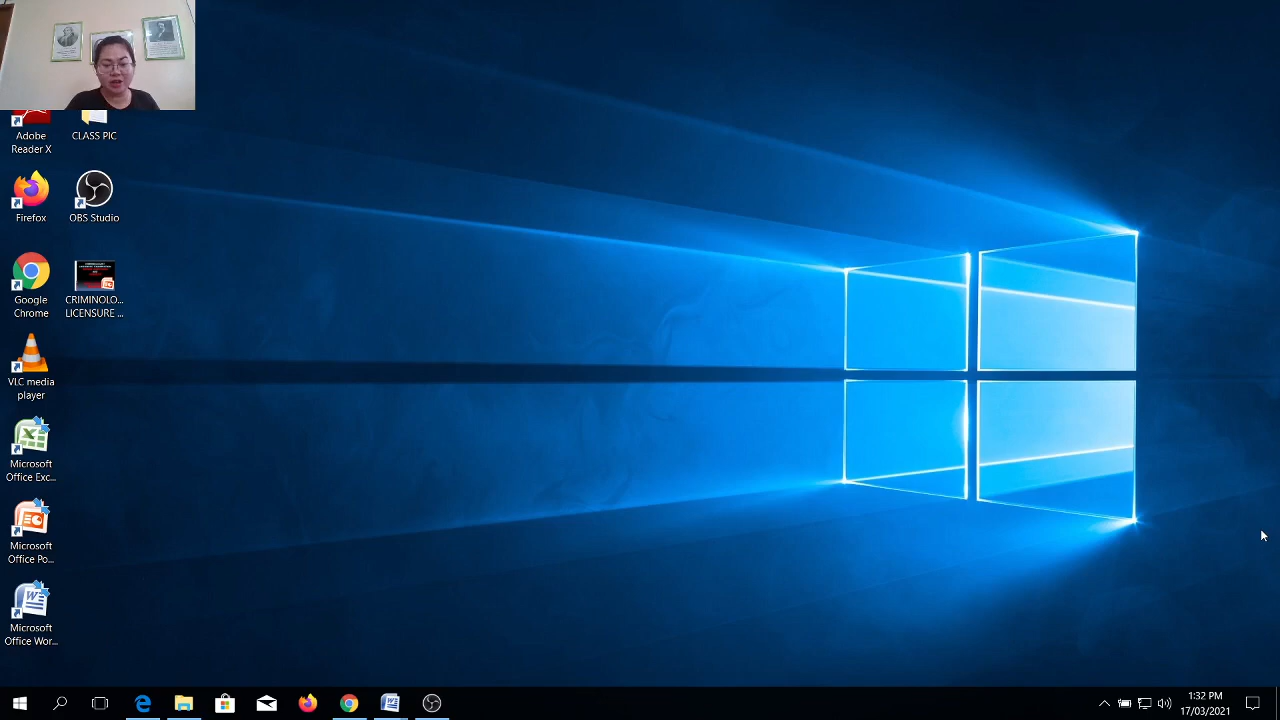 Adobe
Reader X
CLASS PIC
Firefox
OBS Studio
Google
Chrome
CRIMINOLO...
LICENSURE ...
VLC media
player
Microsoft
Office Exc...
Microsoft
Office Po...
Microsoft
Office Wor...
1:32 PM
17/03/2021